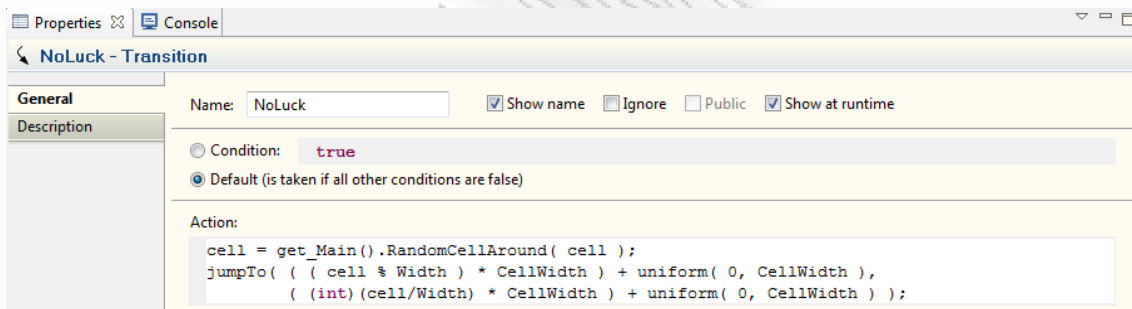 Properties Console
NoLuck - Transition
General
Description
Name: NoLuck Show name Ignore Public Show at runtime
Condition: true
Default (is taken if all other conditions are false)
Action:
cell = get_Main().RandomCellAround( cell );
jumpTo( ( ( cell % Width ) * CellWidth ) + uniform( 0, CellWidth ),
( (int)(cell/Width) * CellWidth ) + uniform( 0, CellWidth ) );